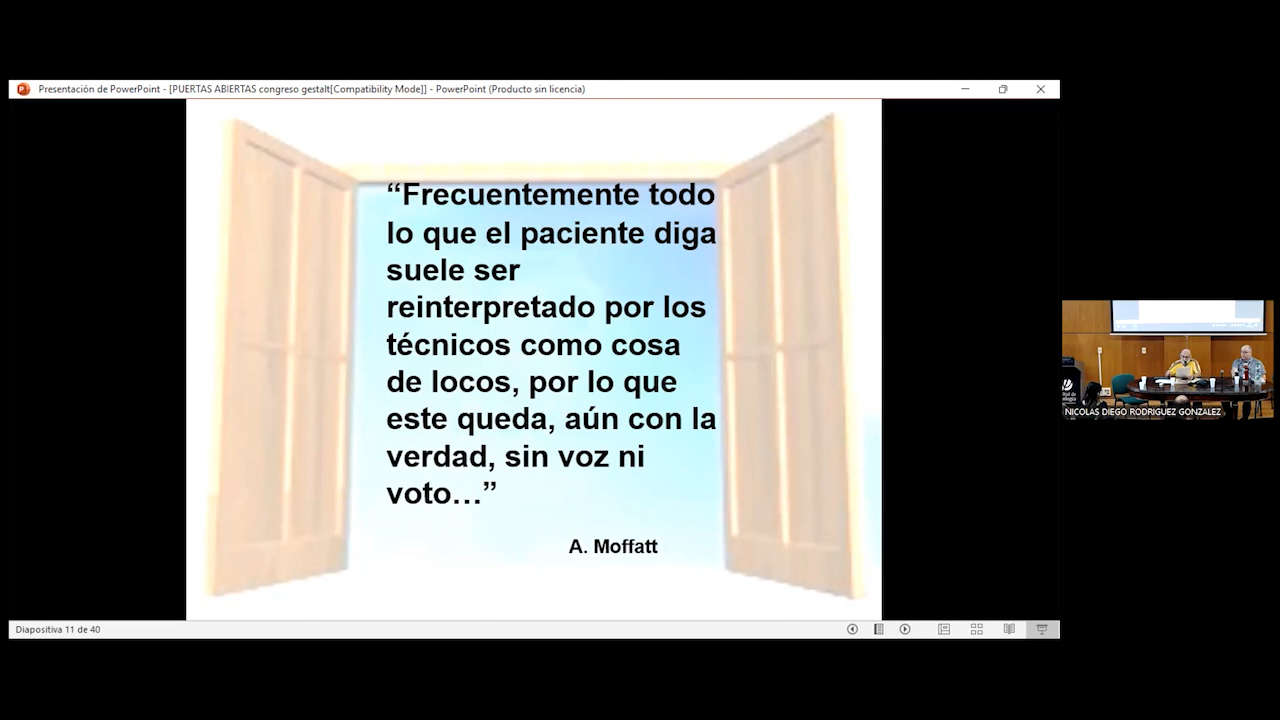 Presentación de PowerPoint - [PUERTAS ABIERTAS congreso gestalt[Compatibility Mode]] - PowerPoint (Producto sin licencia)
“Frecuentemente todo
lo que el paciente diga
suele ser
reinterpretado por los
técnicos como cosa
de locos, por lo que
este queda, aún con la
verdad, sin voz ni
voto…”
A. Moffatt
NICOLAS DIEGO RODRIGUEZ GONZALEZ
Diapositiva 11 de 40